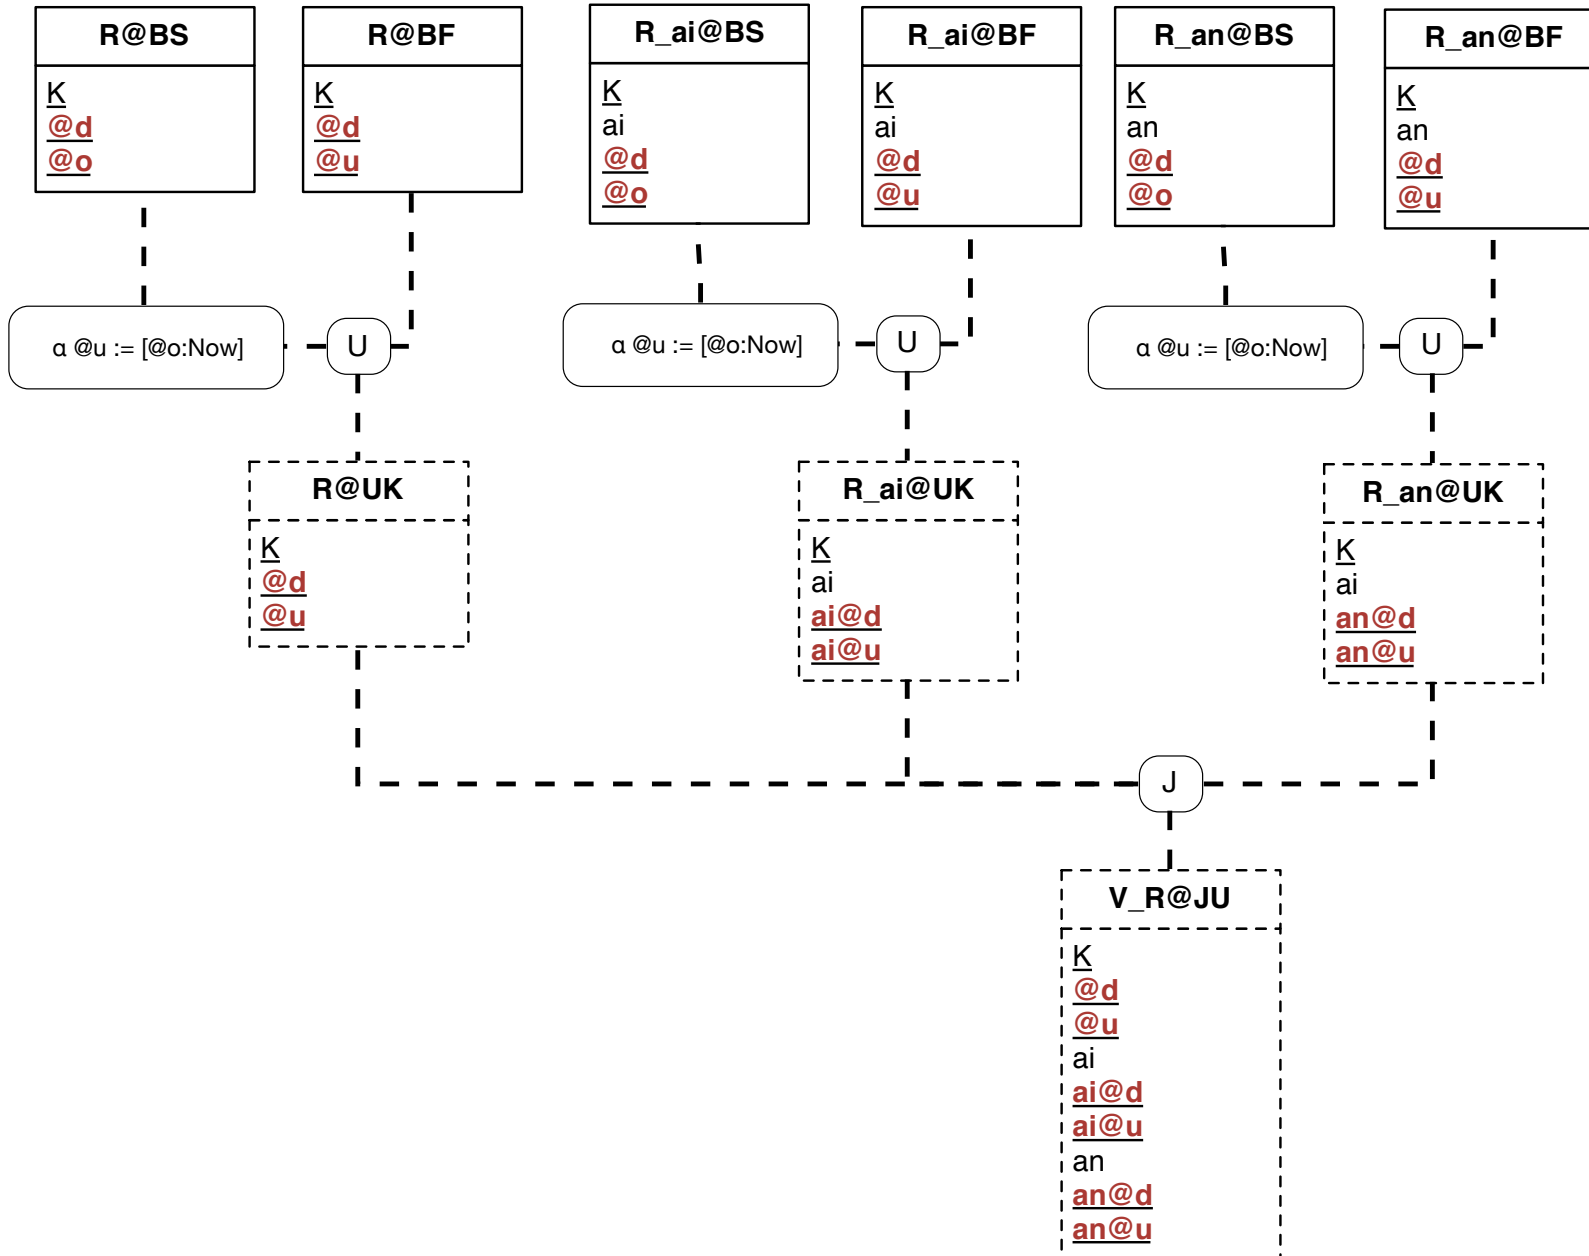 R@BS
K
@d
@o
R@BF
K
@d
@u
R_ai@BS
K
ai
@d
@o
R_ai@BF
K
ai
@d
@u
R_an@BS
K
an
@d
@o
R_an@BF
K
an
@d
@u
α @u := [@o:Now]
U
α @u := [@o:Now]
U
α @u := [@o:Now]
U
R@UK
K
@d
@u
R_ai@UK
K
ai
ai@d
ai@u
R_an@UK
K
ai
an@d
an@u
J
V_R@JU
K
@d
@u
ai
ai@d
ai@u
an
an@d
an@u